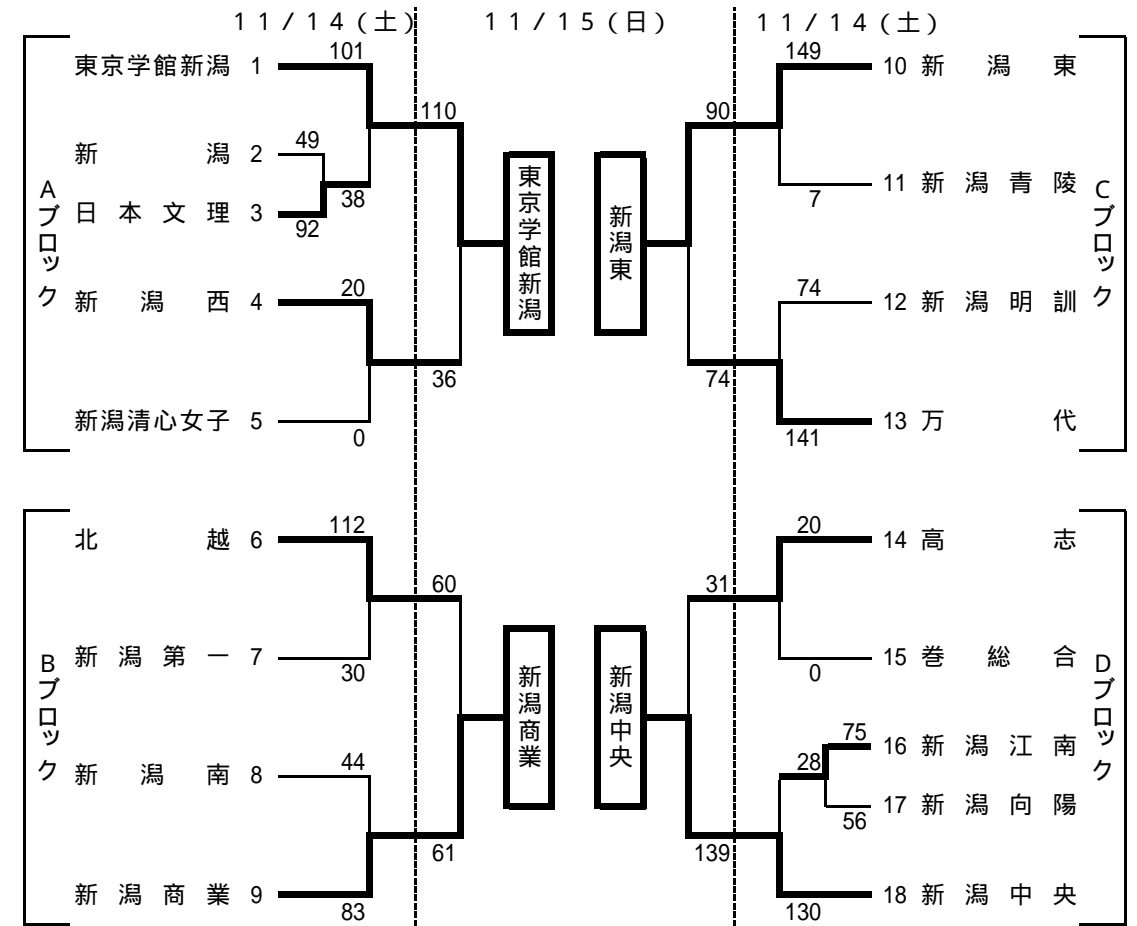 11/14(土)
11/15(日)
11/14(土)
Aブロック
東京学館新潟 1
101
新潟 2
49
日本文理 3
92
38
110
新潟西 4
20
新潟清心女子 5
0
36
東京学館新潟
Bブロック
北越 6
112
新潟第一 7
30
60
新潟南 8
44
新潟商業 9
83
61
新潟商業
Cブロック
149
10 新潟東
7
11 新潟青陵
90
74
12 新潟明訓
141
13 万代
74
新潟東
Dブロック
20
14 高志
0
15 巻総合
31
75
16 新潟江南
28
56
17 新潟向陽
130
18 新潟中央
139
新潟中央